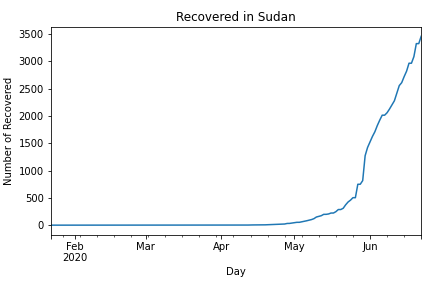 Recovered in Sudan
3500
3000
2500
2000
1500
1000
500
0
Number of Recovered
Feb
2020
Mar
Apr
May
Jun
Day